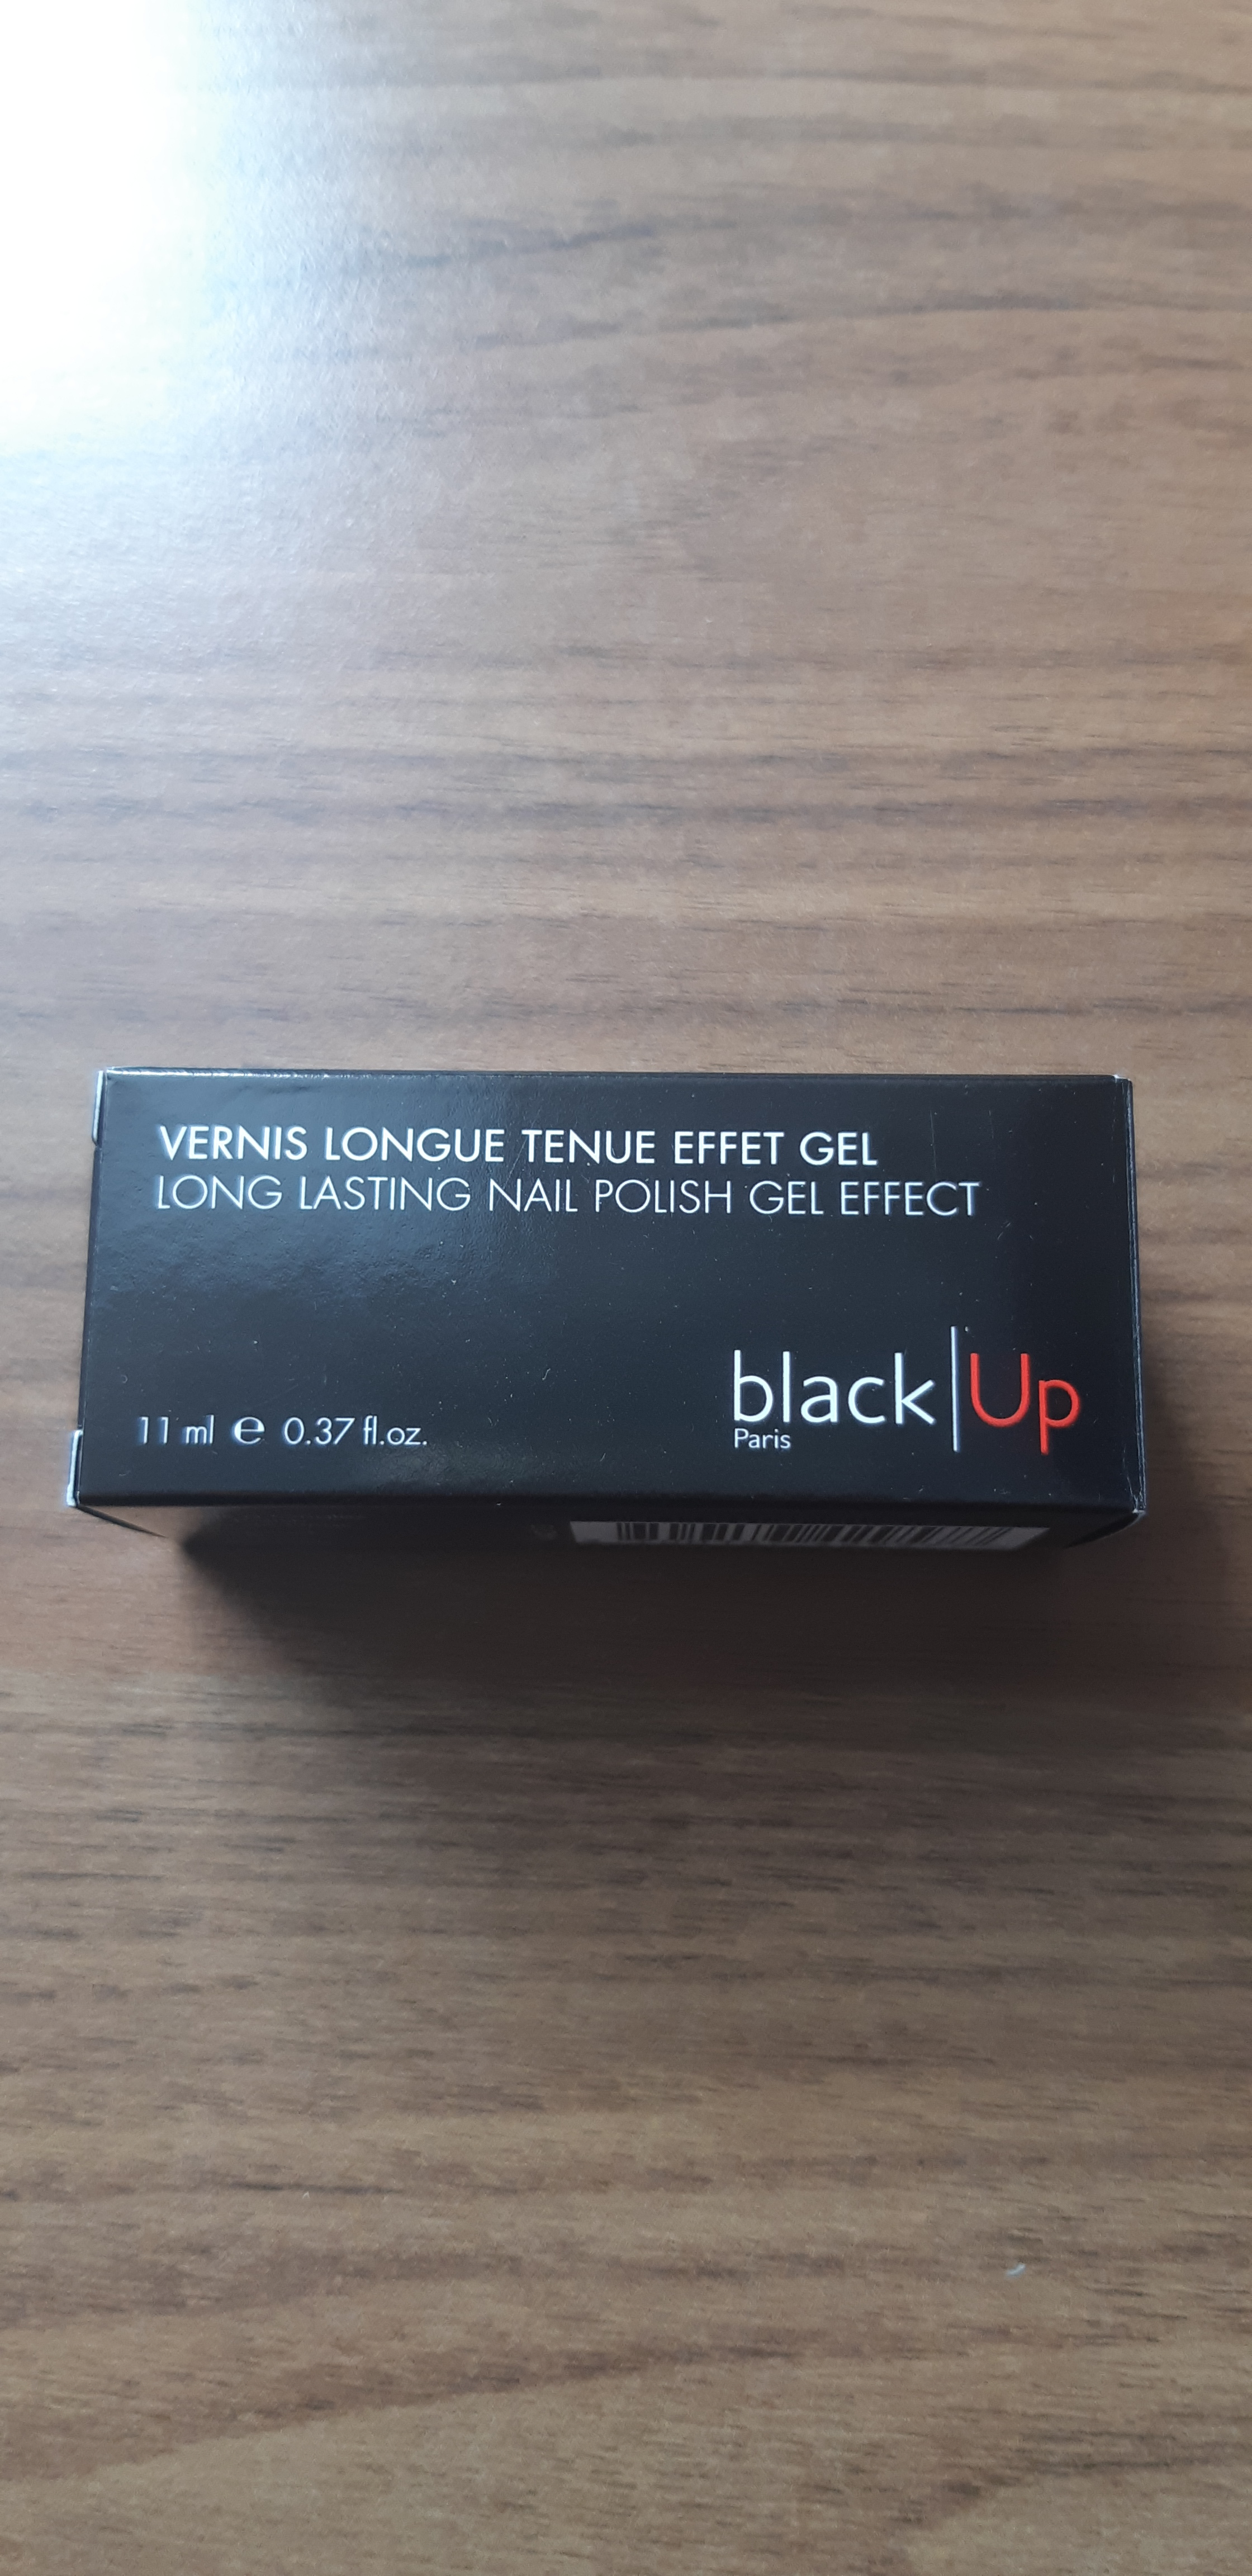 VERNIS LONGUE TENUE EFFET GEL
LONG LASTING NAIL POLISH GEL EFFECT
11 ml e 0.37 fl.oz.
black|Up
Paris